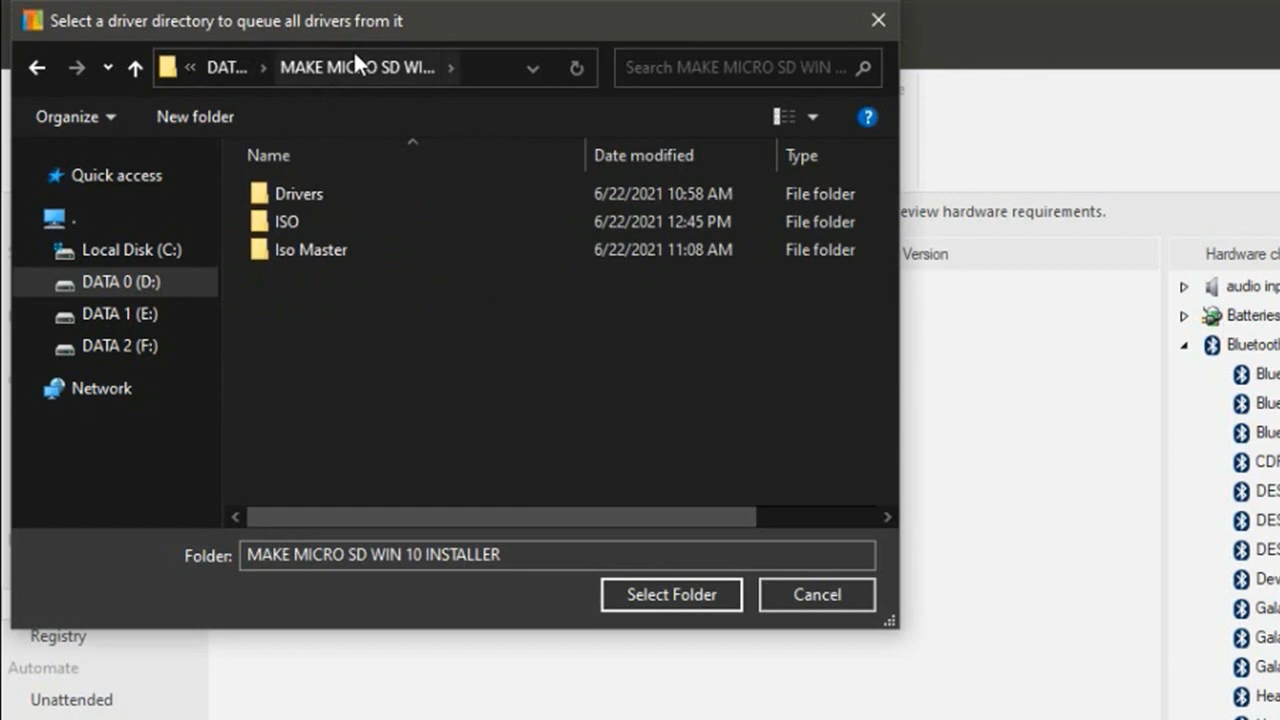 Select a driver directory to queue all drivers from it
« DAT... › MAKE MICRO SD WI... ›
Search MAKE MICRO SD WIN ...
Organize
New folder
Name Date modified Type
Quick access
.
Local Disk (C:)
DATA 0 (D:)
DATA 1 (E:)
DATA 2 (F:)
Network
Drivers 6/22/2021 10:58 AM File folder
ISO 6/22/2021 12:45 PM File folder
Iso Master 6/22/2021 11:08 AM File folder
Folder: MAKE MICRO SD WIN 10 INSTALLER
Select Folder
Cancel
eview hardware requirements.
Version
Hardware cl
audio inp
Batteries
Bluetooth
Blue
Blue
Blue
CDF
DES
DES
DES
Dev
Gala
Gala
Gala
Hea
Registry
Automate
Unattended